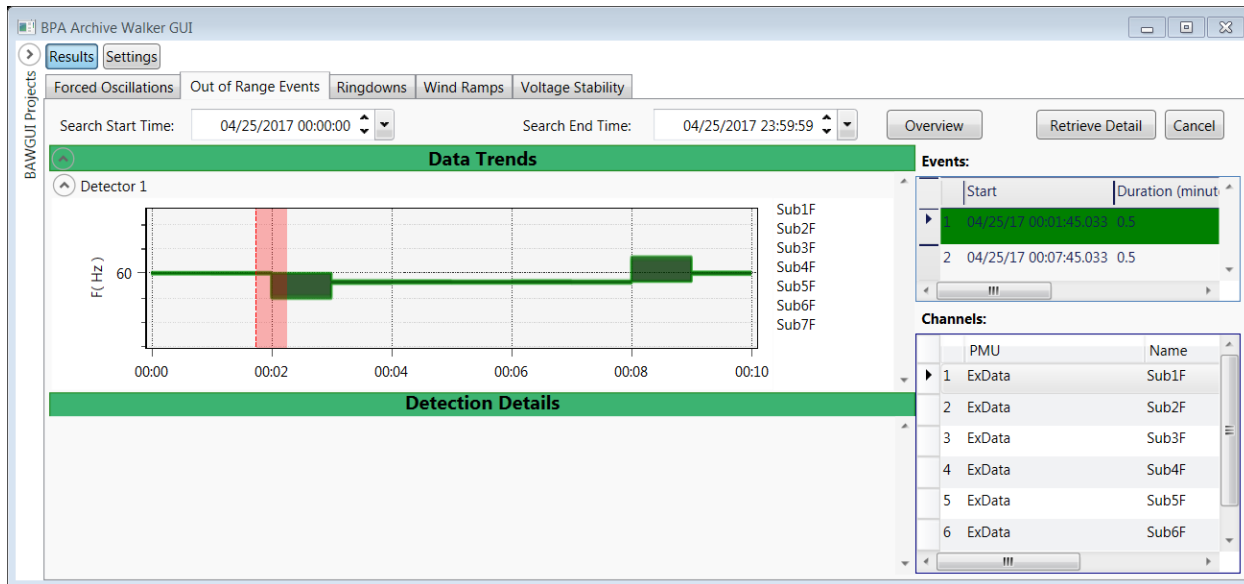 BPA Archive Walker GUI
Results Settings
BAWGUI Projects
Forced Oscillations Out of Range Events Ringdowns Wind Ramps Voltage Stability
Search Start Time: 04/25/2017 00:00:00 Search End Time: 04/25/2017 23:59:59 Overview Retrieve Detail Cancel
Data Trends
Detector 1
F( Hz )
60
00:00 00:02 00:04 00:06 00:08 00:10
Sub1F
Sub2F
Sub3F
Sub4F
Sub5F
Sub6F
Sub7F
Detection Details
Events:
Start Duration (minut
1 04/25/17 00:01:45.033 0.5
2 04/25/17 00:07:45.033 0.5
Channels:
PMU Name
1 ExData Sub1F
2 ExData Sub2F
3 ExData Sub3F
4 ExData Sub4F
5 ExData Sub5F
6 ExData Sub6F